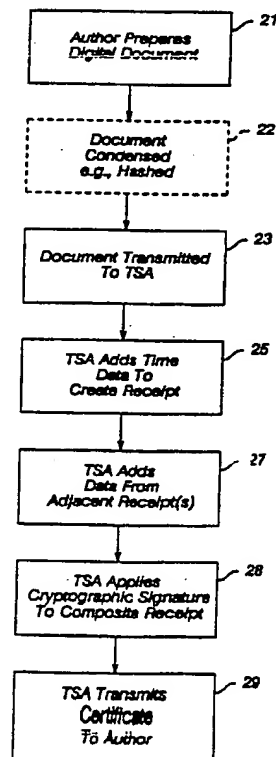 21
Author Prepares
Digital Document
22
Document
Condensed
e.g., Hashed
23
Document Transmitted
To TSA
25
TSA Adds Time
Data To
Create Receipt
27
TSA Adds
Data From
Adjacent Receipt(s)
28
TSA Applies
Cryptographic Signature
To Composite Receipt
29
TSA Transmits
Certificate
To Author